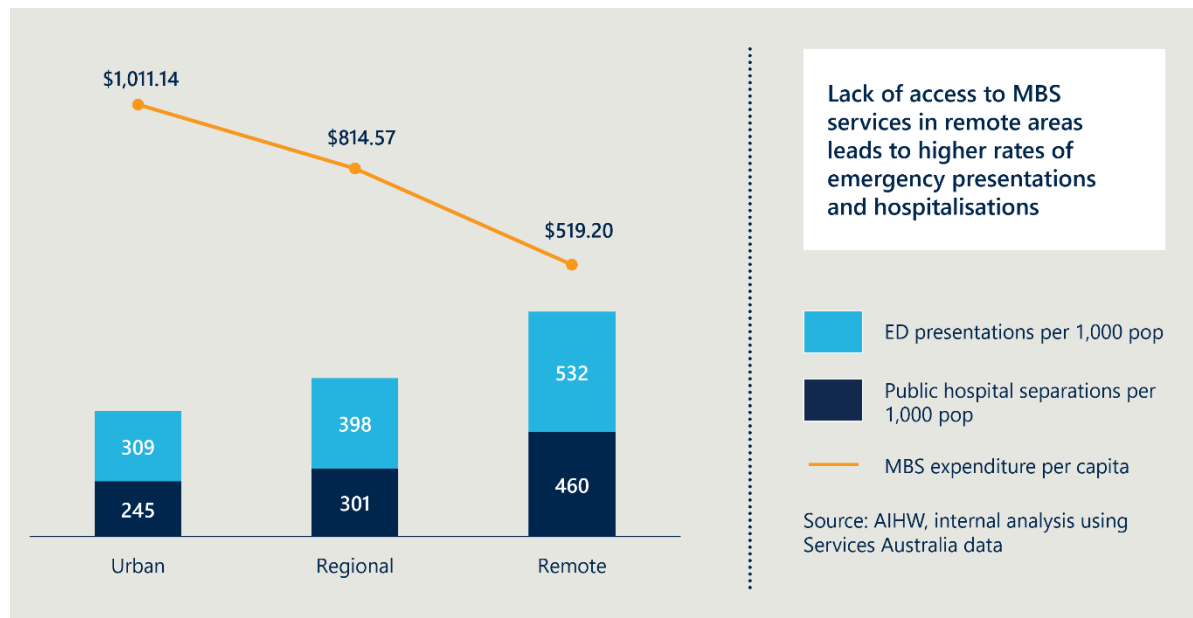 $1,011.14
$814.57
$519.20
309
245
398
301
532
460
Urban
Regional
Remote
Lack of access to MBS
services in remote areas
leads to higher rates of
emergency presentations
and hospitalisations
ED presentations per 1,000 pop
Public hospital separations per
1,000 pop
MBS expenditure per capita
Source: AIHW, internal analysis using
Services Australia data